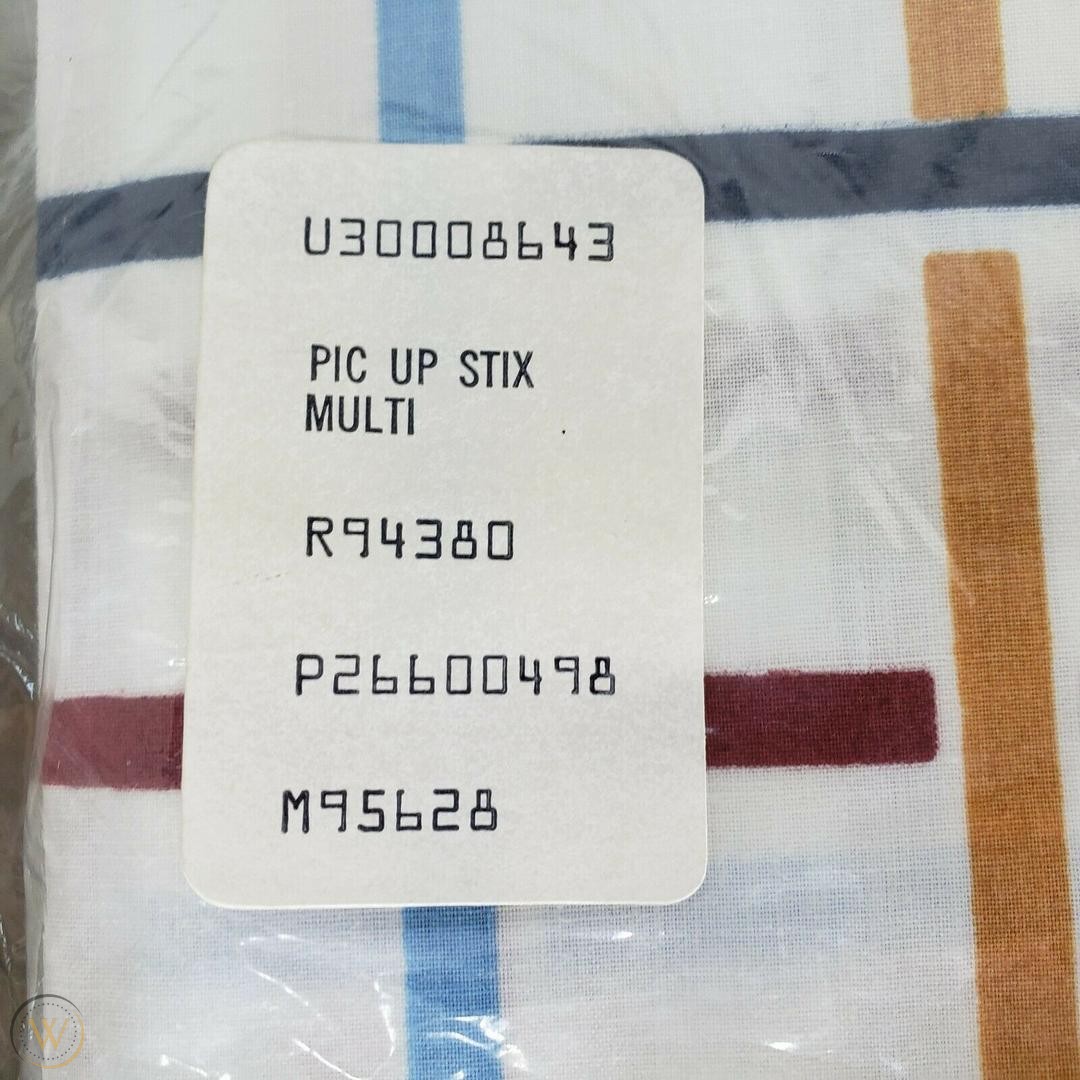 U30008643
PIC UP STIX
MULTI
R94380
P26600498
M95628
W